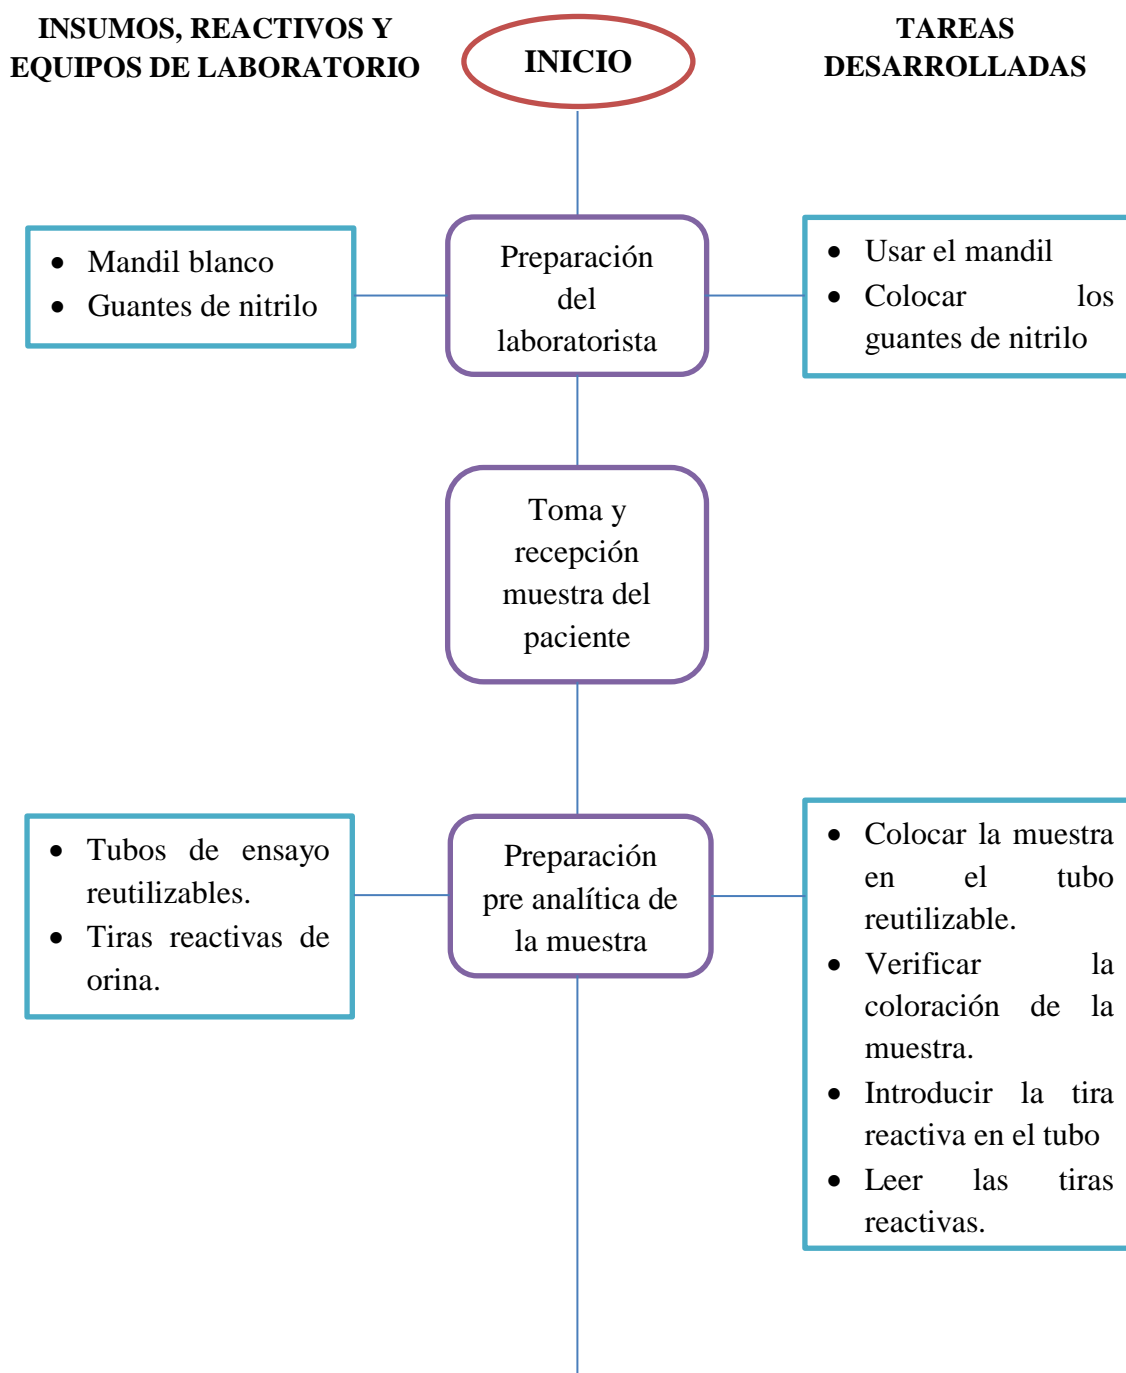 INSUMOS, REACTIVOS Y
EQUIPOS DE LABORATORIO
INICIO
TAREAS
DESARROLLADAS
• Mandil blanco
• Guantes de nitrilo
Preparación
del
laboratorista
• Usar el mandil
• Colocar los
guantes de nitrilo
Toma y
recepción
muestra del
paciente
• Tubos de ensayo
reutilizables.
• Tiras reactivas de
orina.
Preparación
pre analítica de
la muestra
• Colocar la muestra
en el tubo
reutilizable.
• Verificar la
coloración de la
muestra.
• Introducir la tira
reactiva en el tubo
• Leer las tiras
reactivas.